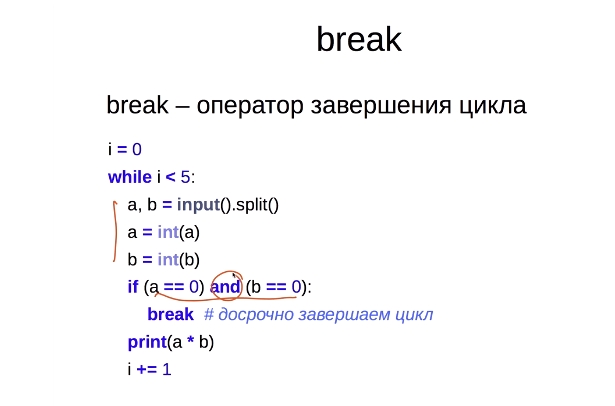 break
break – оператор завершения цикла
i = 0
while i < 5:
a, b = input().split()
a = int(a)
b = int(b)
if (a == 0) and (b == 0):
break # досрочно завершаем цикл
print(a * b)
i += 1